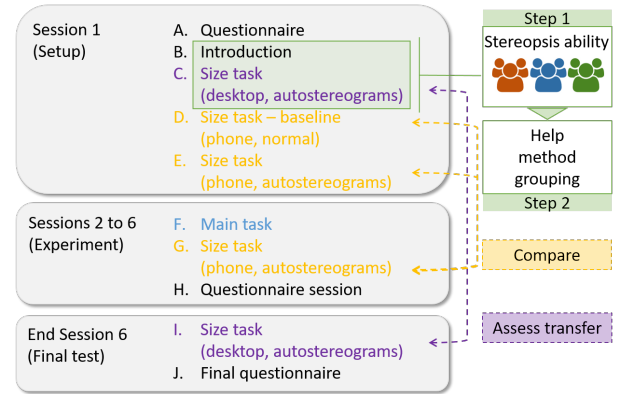 Session 1
(Setup)
A. Questionnaire
B. Introduction
C. Size task
(desktop, autostereograms)
D. Size task – baseline
(phone, normal)
E. Size task
(phone, autostereograms)
Sessions 2 to 6
(Experiment)
F. Main task
G. Size task
(phone, autostereograms)
H. Questionnaire session
End Session 6
(Final test)
I. Size task
(desktop, autostereograms)
J. Final questionnaire
Step 1
Stereopsis ability
Help
method
grouping
Step 2
Compare
Assess transfer